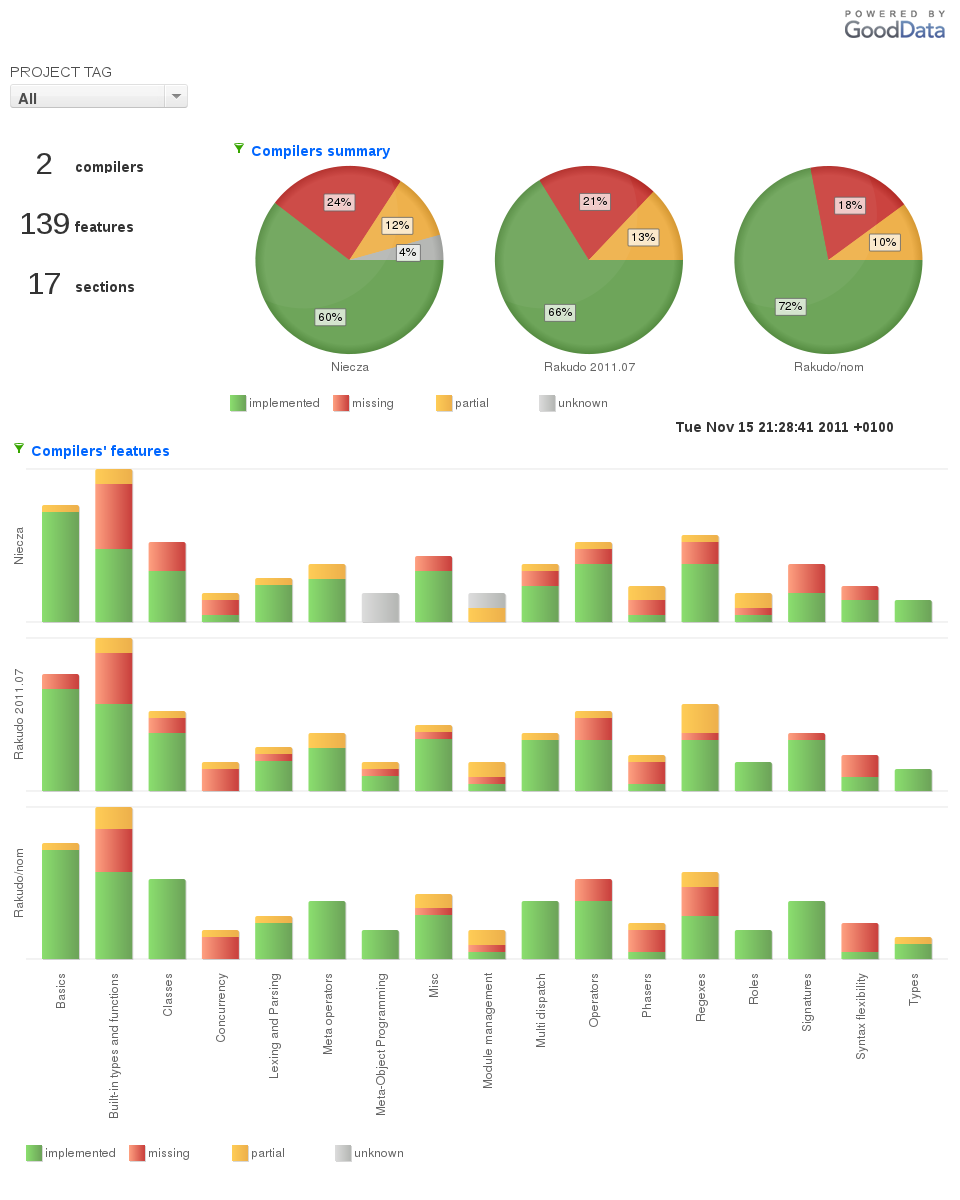 POWERED BY
GoodData
PROJECT TAG
All
2 compilers
139 features
17 sections
Compilers summary
24%
12%
4%
60%
Niecza
21%
13%
66%
Rakudo 2011.07
18%
10%
72%
Rakudo/nom
implemented missing partial unknown
Tue Nov 15 21:28:41 2011 +0100
Compilers' features
Niecza
Rakudo 2011.07
Rakudo/nom
Basics
Built-in types and functions
Classes
Concurrency
Lexing and Parsing
Meta operators
Meta-Object Programming
Misc
Module management
Multi dispatch
Operators
Phasers
Regexes
Roles
Signatures
Syntax flexibility
Types
implemented missing partial unknown